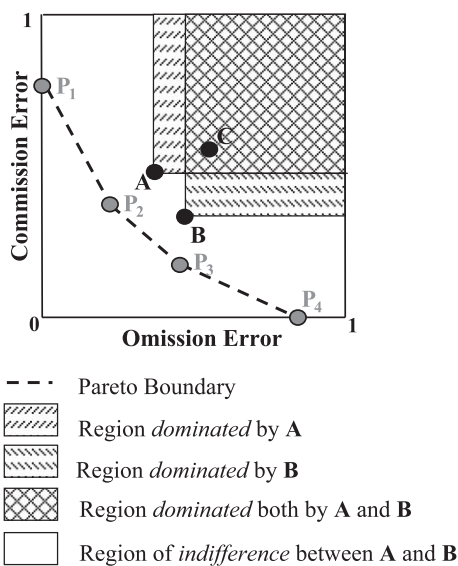 1
Commission Error
P1
C
A
P2
B
P3
P4
0
Omission Error
1
Pareto Boundary
Region dominated by A
Region dominated by B
Region dominated both by A and B
Region of indifference between A and B